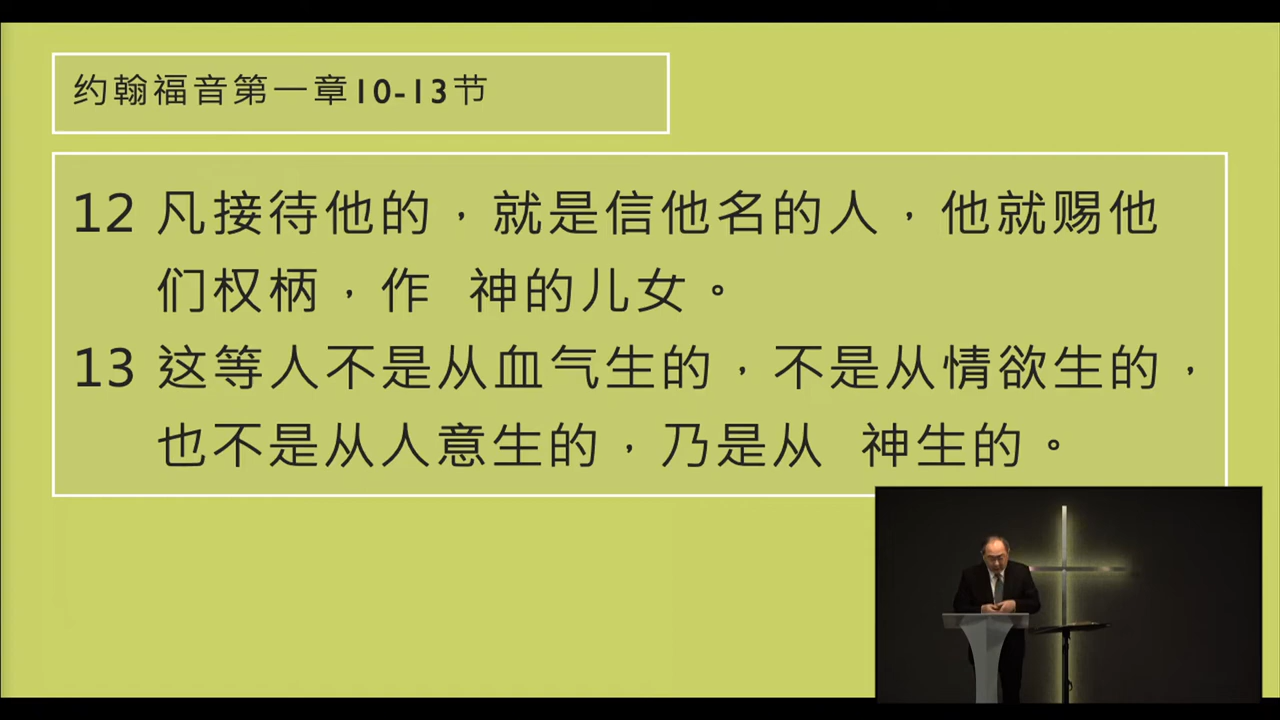 约翰福音第一章10-13节
12 凡接待他的，就是信他名的人，他就赐他
们权柄，作 神的儿女。
13 这等人不是从血气生的，不是从情欲生的，
也不是从人意生的，乃是从 神生的。